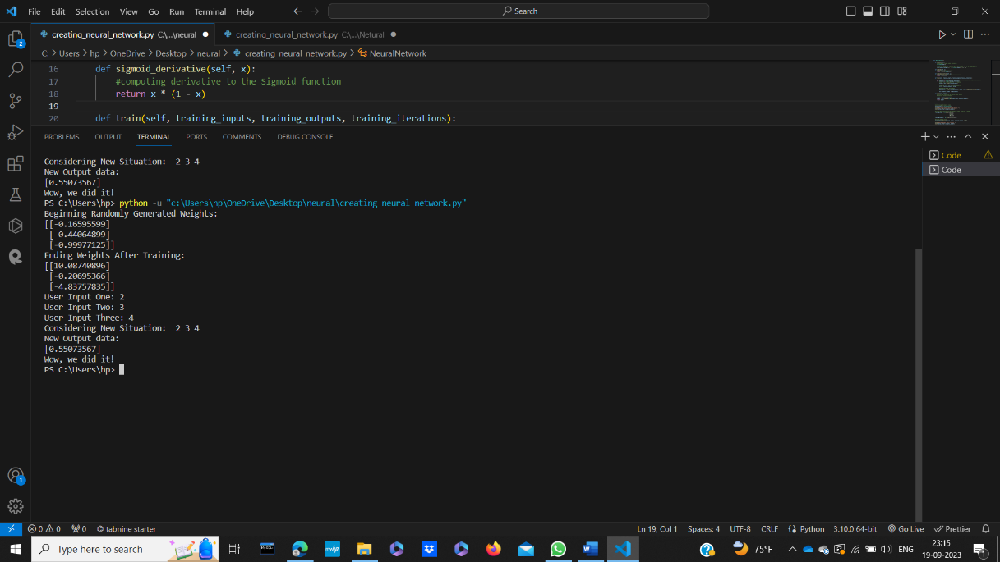 File Edit Selection View Go Run Terminal Help Search
creating_neural_network.py C:\...\neural creating_neural_network.py C:\...\Netural
C: > Users > hp > OneDrive > Desktop > neural > creating_neural_network.py > NeuralNetwork
16 def sigmoid_derivative(self, x):
17 #computing derivative to the Sigmoid function
18 return x * (1 - x)
19
20 def train(self, training_inputs, training_outputs, training_iterations):
PROBLEMS OUTPUT TERMINAL PORTS COMMENTS DEBUG CONSOLE
Considering New Situation:  2 3 4
New Output data:
[0.55073567]
Wow, we did it!
PS C:\Users\hp> python -u "c:\Users\hp\OneDrive\Desktop\neural\creating_neural_network.py"
Beginning Randomly Generated Weights:
[[-0.16595599]
 [ 0.44064899]
 [-0.99977125]]
Ending Weights After Training:
[[10.08740896]
 [-0.20695366]
 [-4.83757835]]
User Input One: 2
User Input Two: 3
User Input Three: 4
Considering New Situation:  2 3 4
New Output data:
[0.55073567]
Wow, we did it!
PS C:\Users\hp>
Code
Code
2
1
0 0 0 tabnine starter Ln 19, Col 1 Spaces: 4 UTF-8 CRLF Python 3.10.0 64-bit Go Live Prettier
Type here to search 75°F ENG 23:15
19-09-2023 1